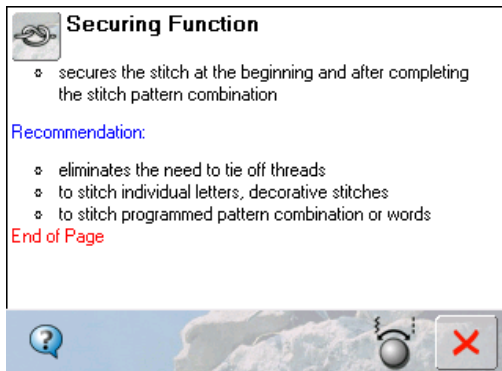 Securing Function
secures the stitch at the beginning and after completing
the stitch pattern combination
Recommendation:
eliminates the need to tie off threads
to stitch individual letters, decorative stitches
to stitch programmed pattern combination or words
End of Page
?